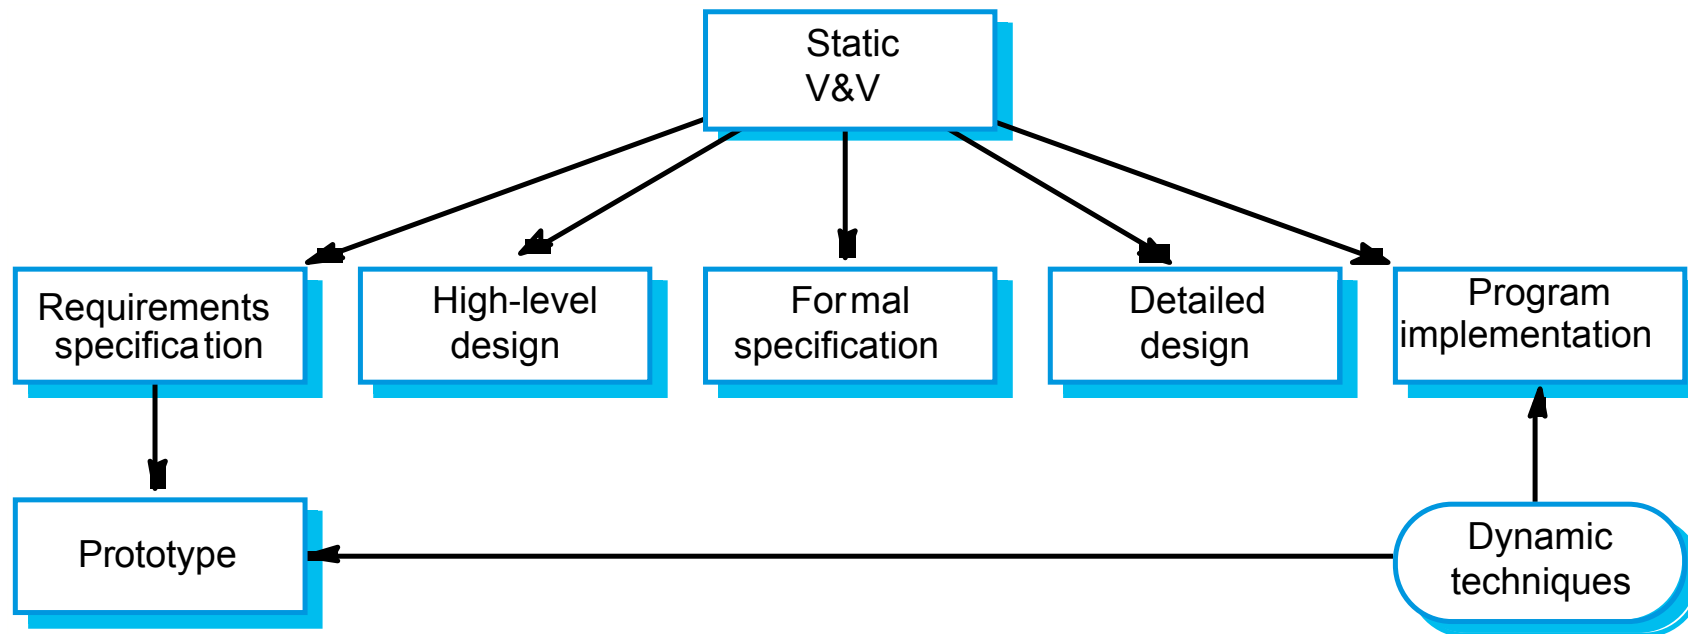 Static
V&V
Requirements
specification
High-level
design
Formal
specification
Detailed
design
Program
implementation
Prototype
Dynamic
techniques